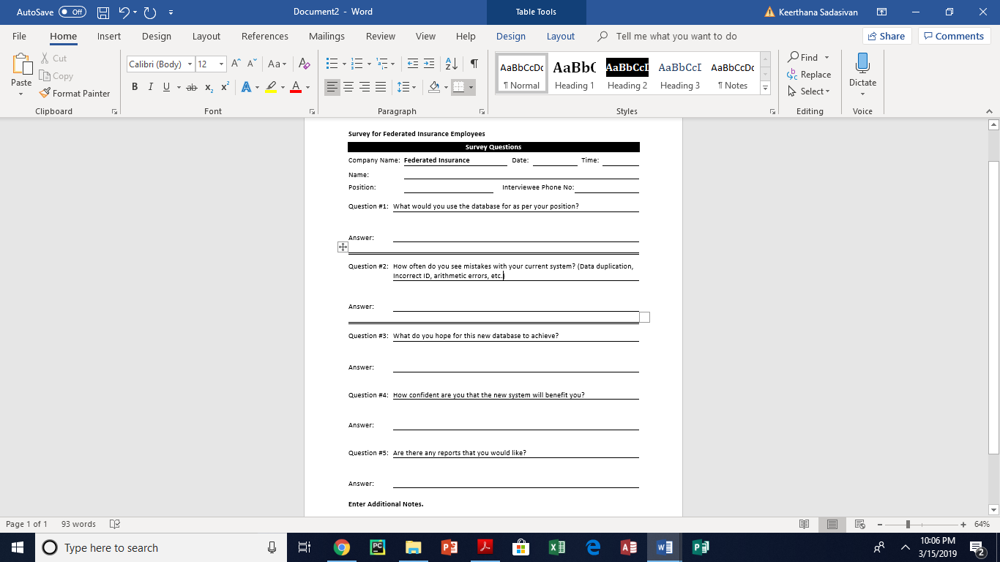 AutoSave Off Document2 - Word Table Tools Keerthana Sadasivan
File Home Insert Design Layout References Mailings Review View Help Design Layout Tell me what you want to do Share Comments
Paste Cut
Copy
Format Painter
Clipboard
Calibri (Body) 12 A A Aa A
B I U ab x2 x2 A A
Font
Paragraph
AaBbCcDc AaBbC AaBbCcI AaBbCcI AaBbCcDc
¶ Normal Heading 1 Heading 2 Heading 3 ¶ Notes
Styles
Find
Replace
Select
Editing
Dictate
Voice
Survey for Federated Insurance Employees
Survey Questions
Company Name: Federated Insurance Date: Time:
Name:
Position: Interviewee Phone No:
Question #1: What would you use the database for as per your position?
Answer:
Question #2: How often do you see mistakes with your current system? (Data duplication,
Incorrect ID, arithmetic errors, etc.)
Answer:
Question #3: What do you hope for this new database to achieve?
Answer:
Question #4: How confident are you that the new system will benefit you?
Answer:
Question #5: Are there any reports that you would like?
Answer:
Enter Additional Notes.
Page 1 of 1 93 words 64%
Type here to search
10:06 PM
3/15/2019
2